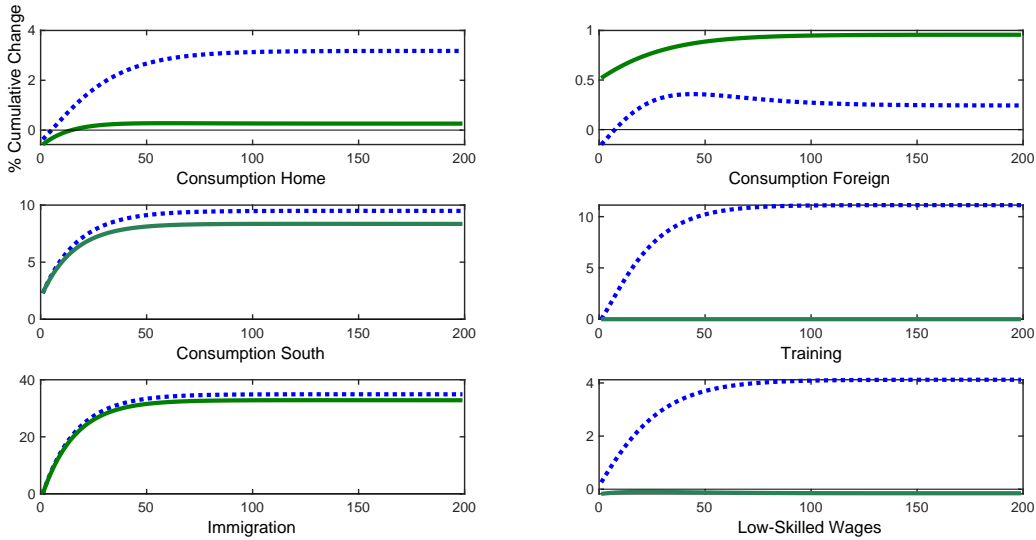 % Cumulative Change
4
2
0
0 50 100 150 200
Consumption Home
1
0.5
0
0 50 100 150 200
Consumption Foreign
10
5
0
0 50 100 150 200
Consumption South
10
5
0
0 50 100 150 200
Training
40
20
0
0 50 100 150 200
Immigration
4
2
0
0 50 100 150 200
Low-Skilled Wages